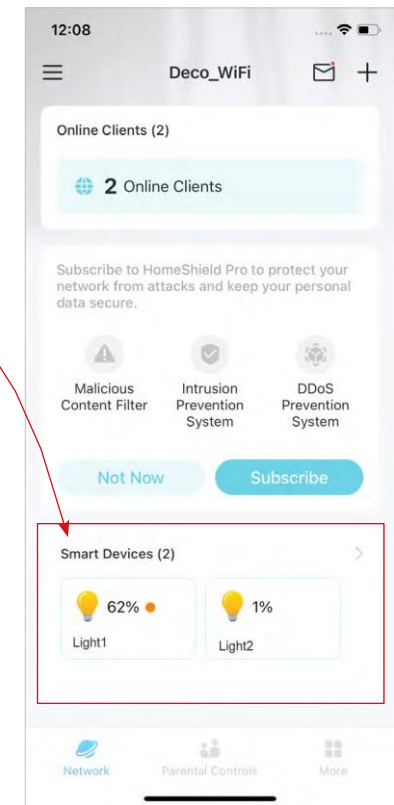 12:08
Deco_WiFi
Online Clients (2)
2 Online Clients
Subscribe to HomeShield Pro to protect your
network from attacks and keep your personal
data secure.
Malicious
Content Filter
Intrusion
Prevention
System
DDoS
Prevention
System
Not Now
Subscribe
Smart Devices (2)
62%
Light1
1%
Light2
Network
Parental Controls
More